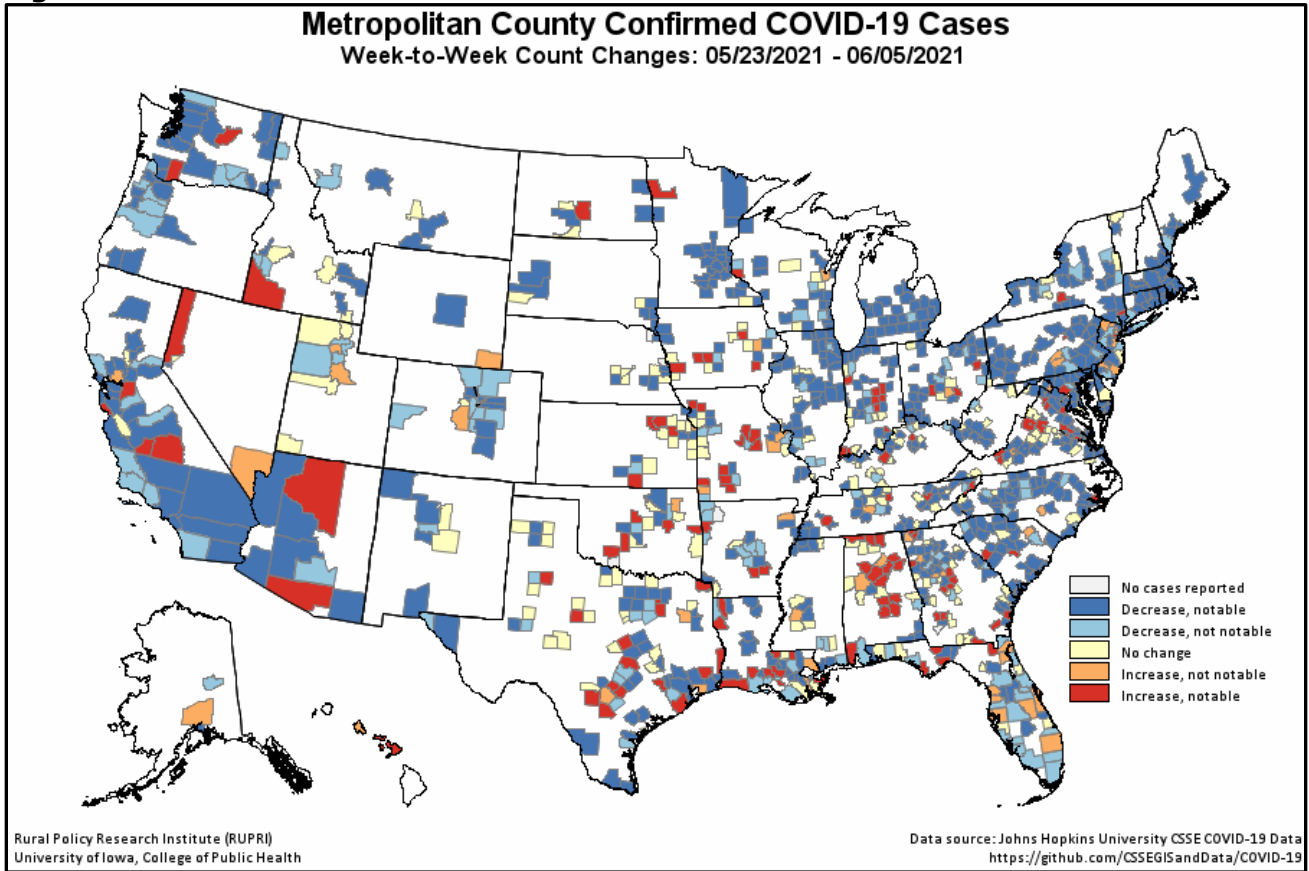 Metropolitan County Confirmed COVID-19 Cases
Week-to-Week Count Changes: 05/23/2021 - 06/05/2021
No cases reported
Decrease, notable
Decrease, not notable
No change
Increase, not notable
Increase, notable
Rural Policy Research Institute (RUPRI)
University of Iowa, College of Public Health
Data source: Johns Hopkins University CSSE COVID-19 Data
https://github.com/CSSEGISandData/COVID-19